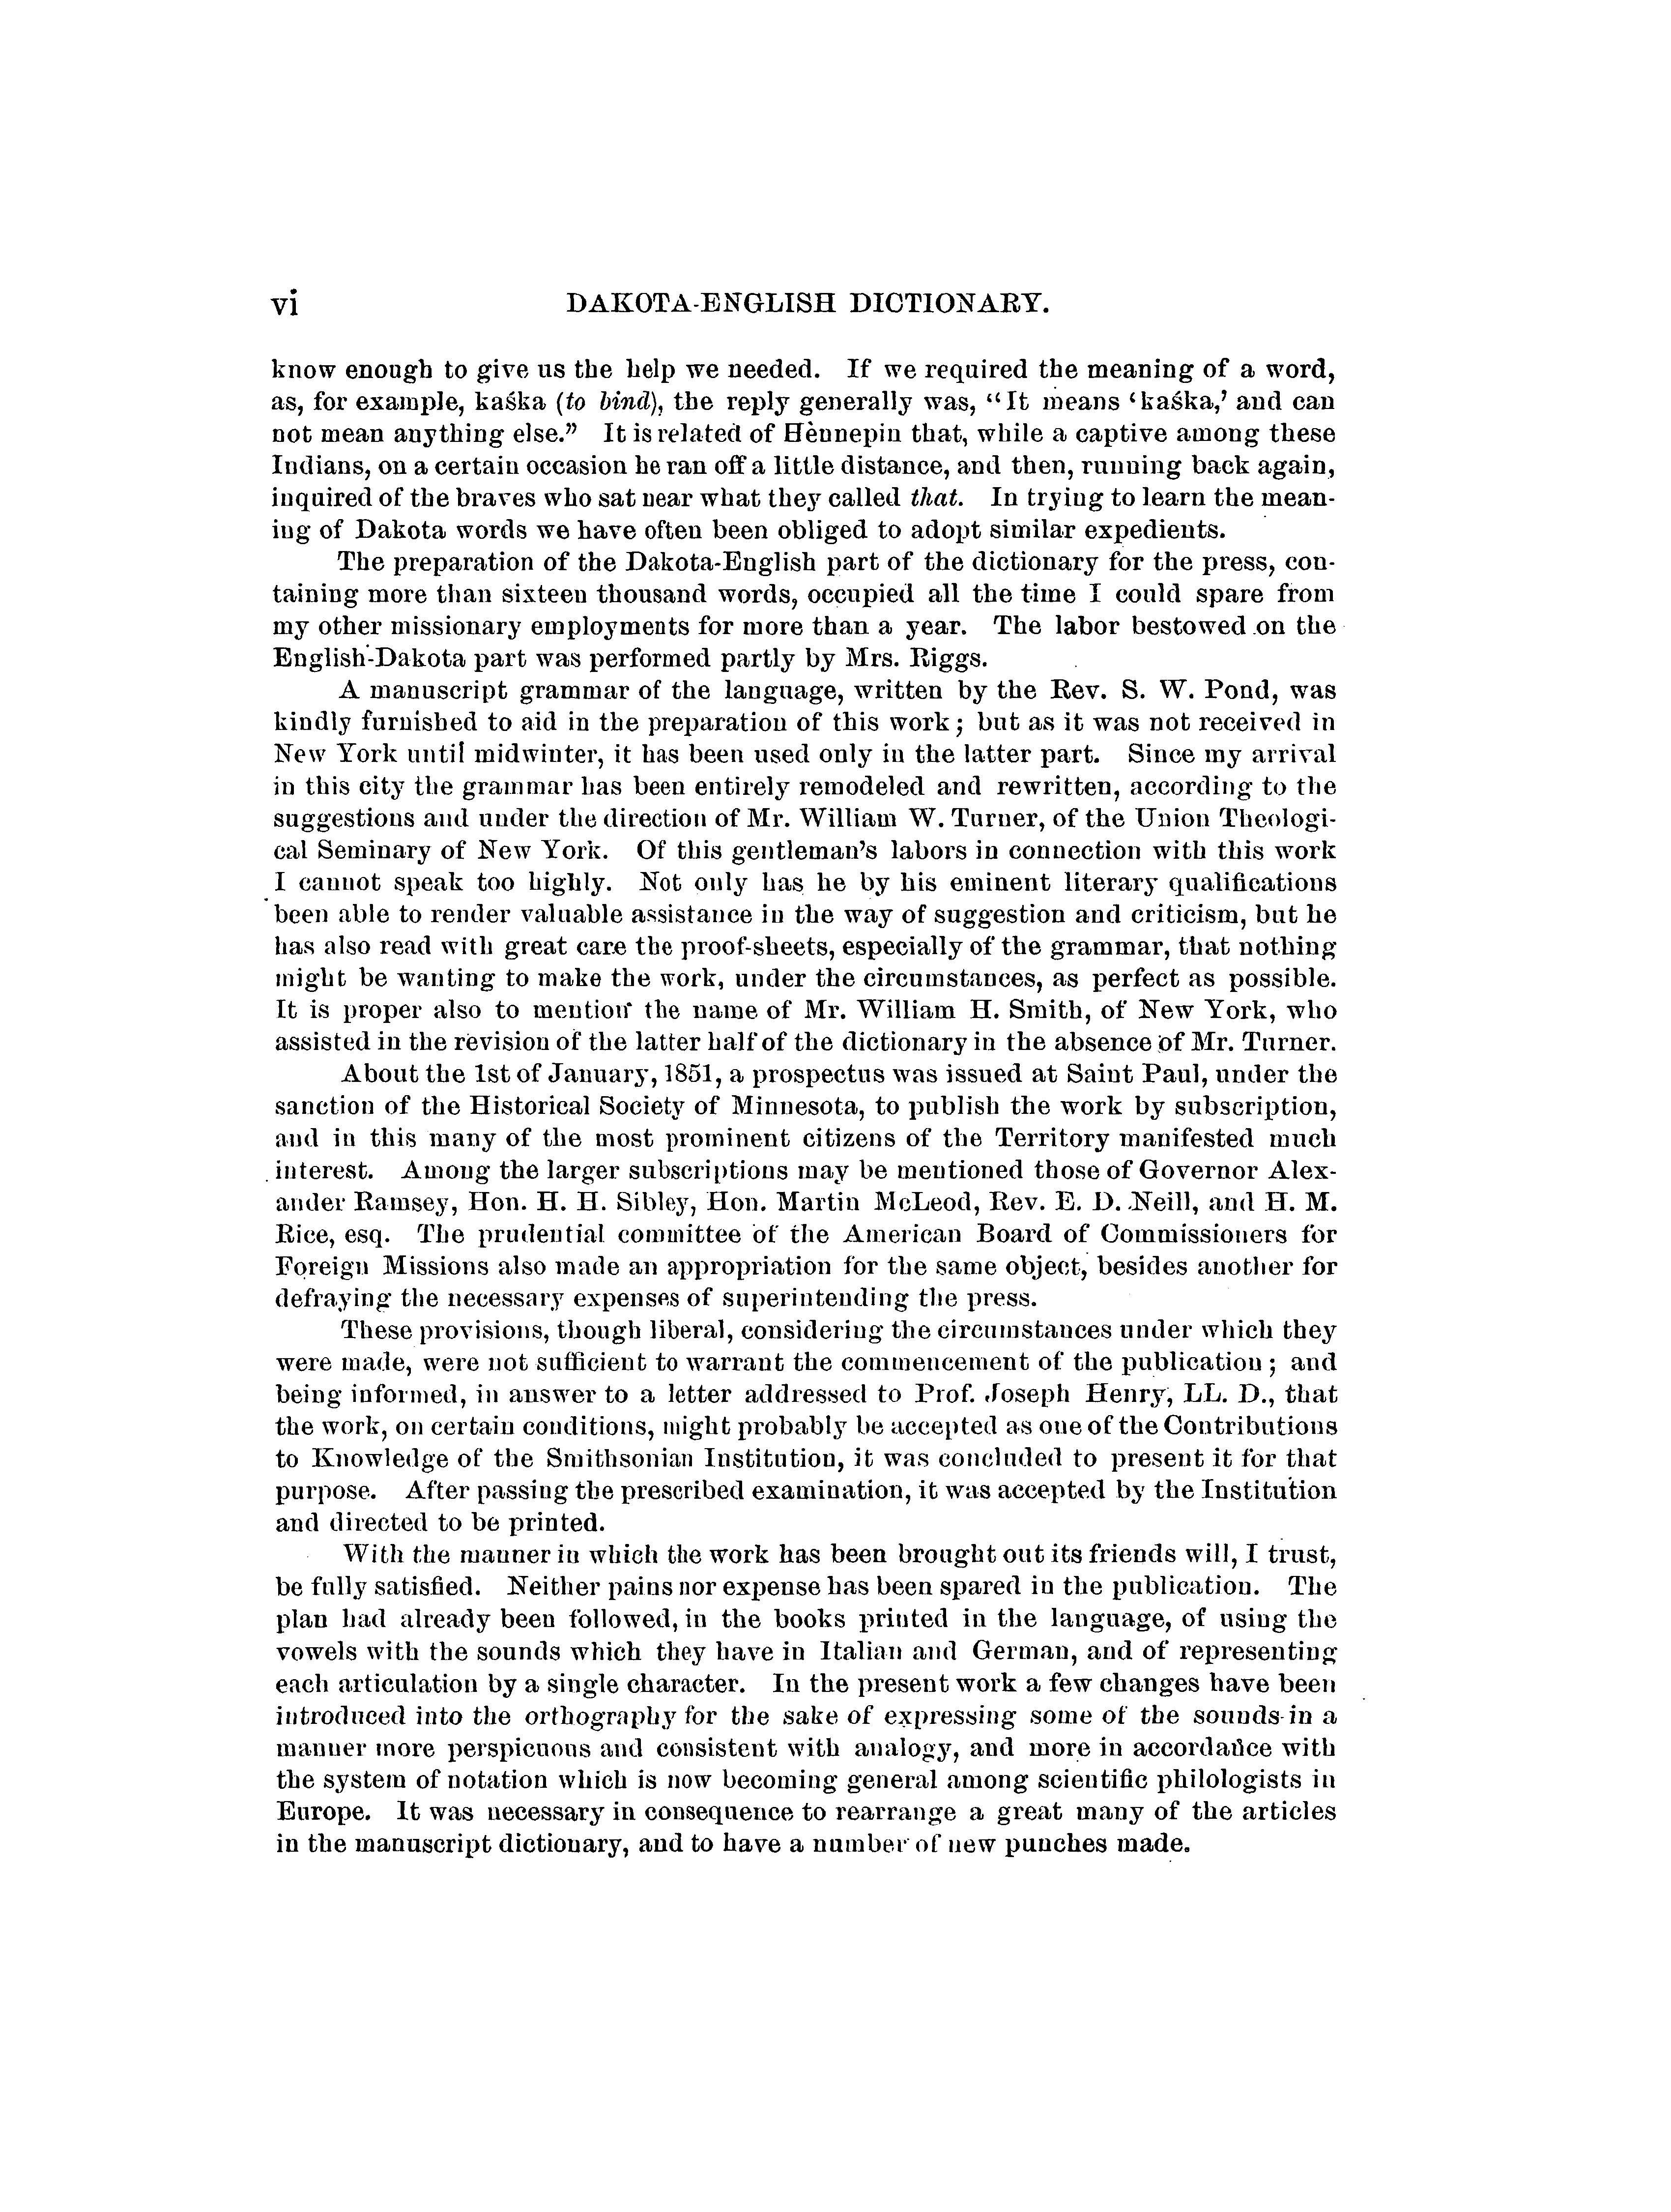 vi DAKOTA-ENGLISH DICTIONARY.
know enough to give us the help we needed. If we required the meaning of a word,
as, for example, kaśka (to bind), the reply generally was, “It means ‘kaśka,’ and can
not mean anything else.” It is related of Hennepin that, while a captive among these
Indians, on a certain occasion he ran off a little distance, and then, running back again,
inquired of the braves who sat near what they called that. In trying to learn the mean-
ing of Dakota words we have often been obliged to adopt similar expedients.
The preparation of the Dakota-English part of the dictionary for the press, con-
taining more than sixteen thousand words, occupied all the time I could spare from
my other missionary employments for more than a year. The labor bestowed on the
English-Dakota part was performed partly by Mrs. Riggs.
A manuscript grammar of the language, written by the Rev. S. W. Pond, was
kindly furnished to aid in the preparation of this work; but as it was not received in
New York until midwinter, it has been used only in the latter part. Since my arrival
in this city the grammar has been entirely remodeled and rewritten, according to the
suggestions and under the direction of Mr. William W. Turner, of the Union Theologi-
cal Seminary of New York. Of this gentleman’s labors in connection with this work
I cannot speak too highly. Not only has he by his eminent literary qualifications
been able to render valuable assistance in the way of suggestion and criticism, but he
has also read with great care the proof-sheets, especially of the grammar, that nothing
might be wanting to make the work, under the circumstances, as perfect as possible.
It is proper also to mention the name of Mr. William H. Smith, of New York, who
assisted in the revision of the latter half of the dictionary in the absence of Mr. Turner.
About the 1st of January, 1851, a prospectus was issued at Saint Paul, under the
sanction of the Historical Society of Minnesota, to publish the work by subscription,
and in this many of the most prominent citizens of the Territory manifested much
interest. Among the larger subscriptions may be mentioned those of Governor Alex-
ander Ramsey, Hon. H. H. Sibley, Hon. Martin McLeod, Rev. E. D. Neill, and H. M.
Rice, esq. The prudential committee of the American Board of Commissioners for
Foreign Missions also made an appropriation for the same object, besides another for
defraying the necessary expenses of superintending the press.
These provisions, though liberal, considering the circumstances under which they
were made, were not sufficient to warrant the commencement of the publication; and
being informed, in answer to a letter addressed to Prof. Joseph Henry, LL. D., that
the work, on certain conditions, might probably be accepted as one of the Contributions
to Knowledge of the Smithsonian Institution, it was concluded to present it for that
purpose. After passing the prescribed examination, it was accepted by the Institution
and directed to be printed.
With the manner in which the work has been brought out its friends will, I trust,
be fully satisfied. Neither pains nor expense has been spared in the publication. The
plan had already been followed, in the books printed in the language, of using the
vowels with the sounds which they have in Italian and German, and of representing
each articulation by a single character. In the present work a few changes have been
introduced into the orthography for the sake of expressing some of the sounds in a
manner more perspicuous and consistent with analogy, and more in accordance with
the system of notation which is now becoming general among scientific philologists in
Europe. It was necessary in consequence to rearrange a great many of the articles
in the manuscript dictionary, and to have a number of new punches made.